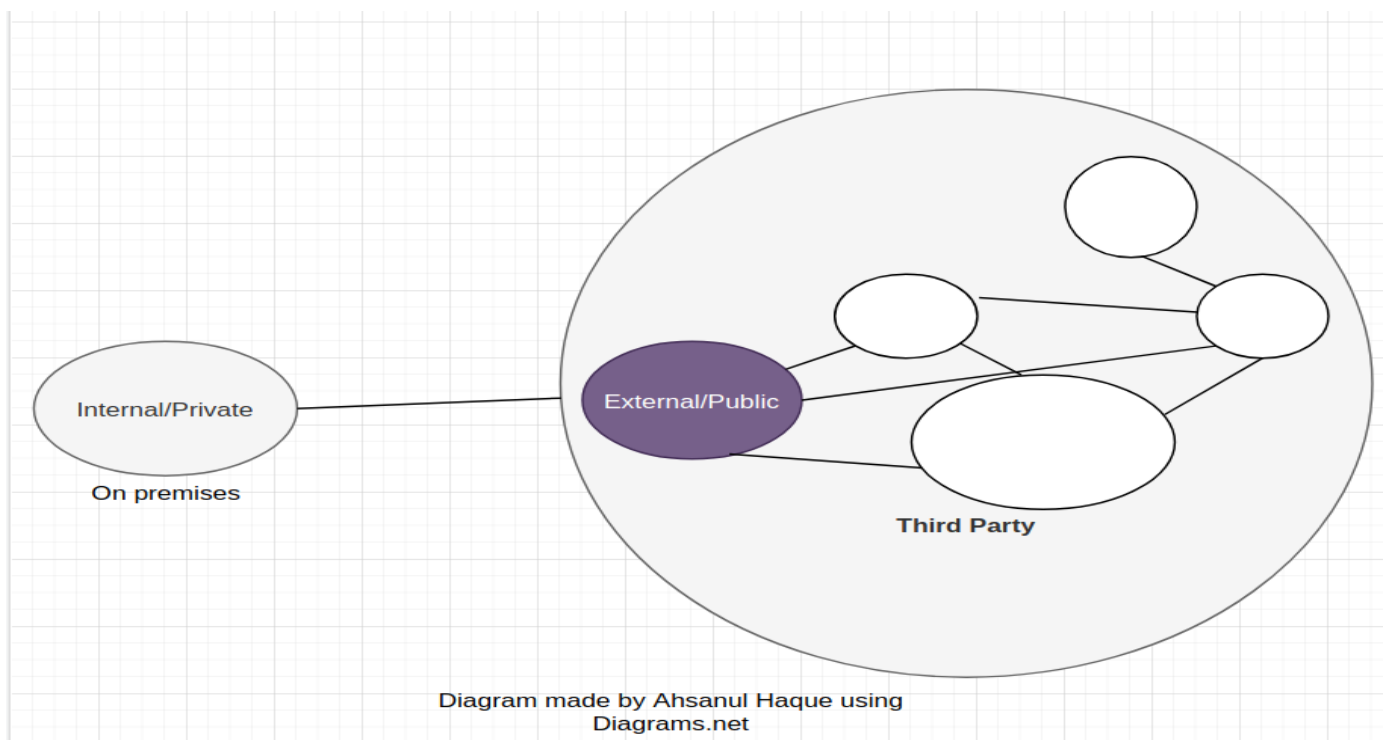 Internal/Private
On premises
External/Public
Third Party
Diagram made by Ahsanul Haque using
Diagrams.net